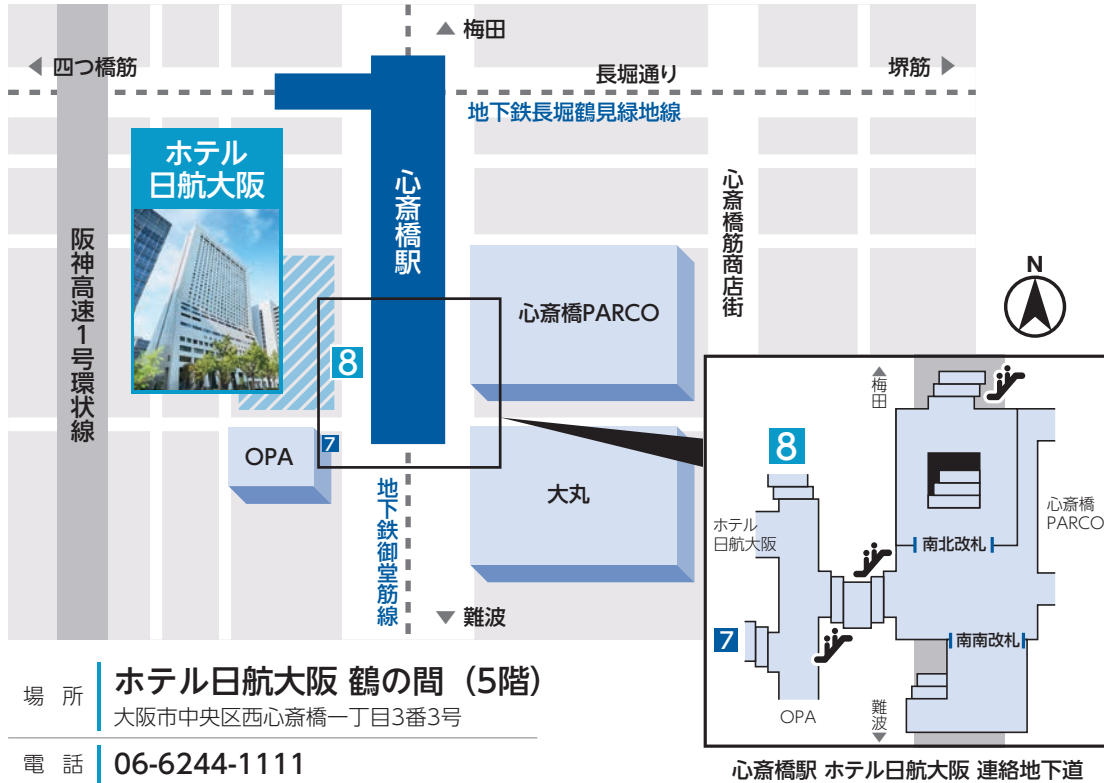 ▲ 梅田
◀ 四つ橋筋
長堀通り
堺筋 ▶
地下鉄長堀鶴見緑地線
ホテル
日航大阪
心斎橋駅
心斎橋筋商店街
阪神高速1号環状線
N
心斎橋PARCO
8
7
OPA
大丸
地下鉄御堂筋線
▼ 難波
▲梅田
8
ホテル
日航大阪
心斎橋
PARCO
南北改札
7
南南改札
OPA
難波▼
心斎橋駅 ホテル日航大阪 連絡地下道
場 所
ホテル日航大阪 鶴の間（5階）
大阪市中央区西心斎橋一丁目3番3号
電 話
06-6244-1111